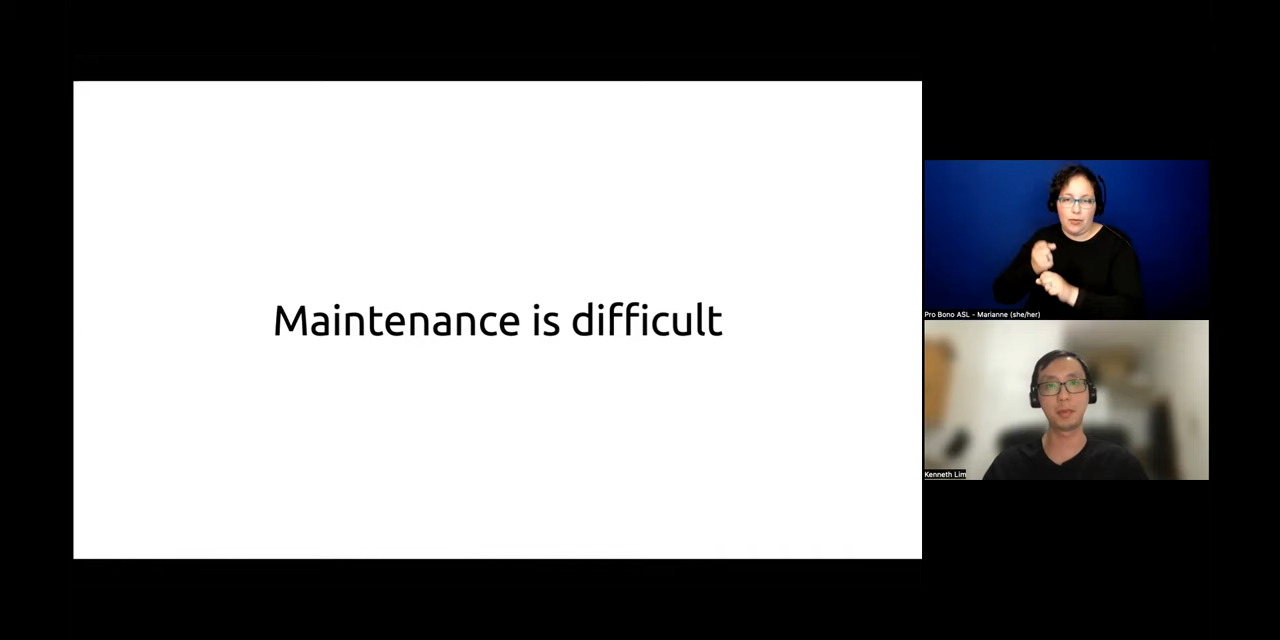 Maintenance is difficult
Pro Bono ASL - Marianne (she/her)
Kenneth Lim